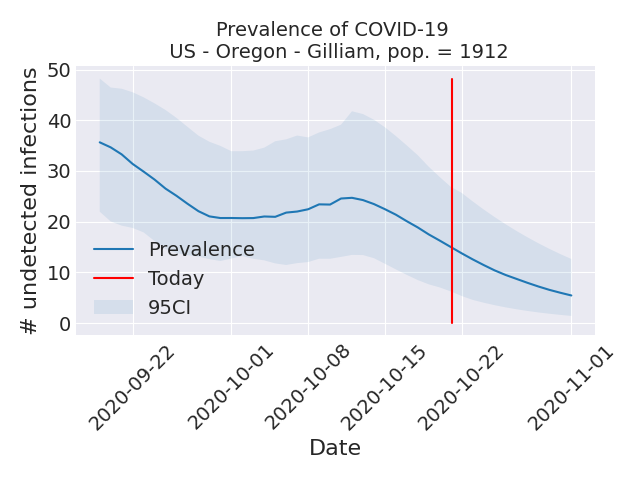 Prevalence of COVID-19
US - Oregon - Gilliam, pop. = 1912
# undetected infections
50
40
30
20
10
0
Prevalence
Today
95CI
2020-09-22
2020-10-01
2020-10-08
2020-10-15
2020-10-22
2020-11-01
Date